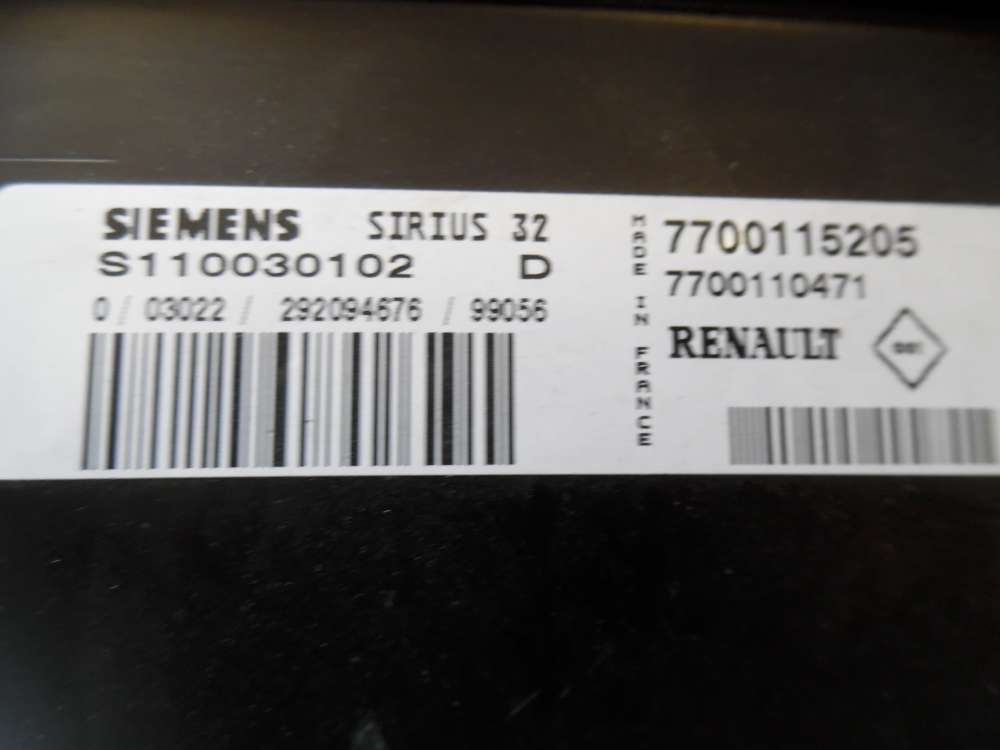 SIEMENS SIRIUS 32
S110030102 D
0 / 03022 / 292094676 / 99056
MADE IN FRANCE
7700115205
7700110471
RENAULT